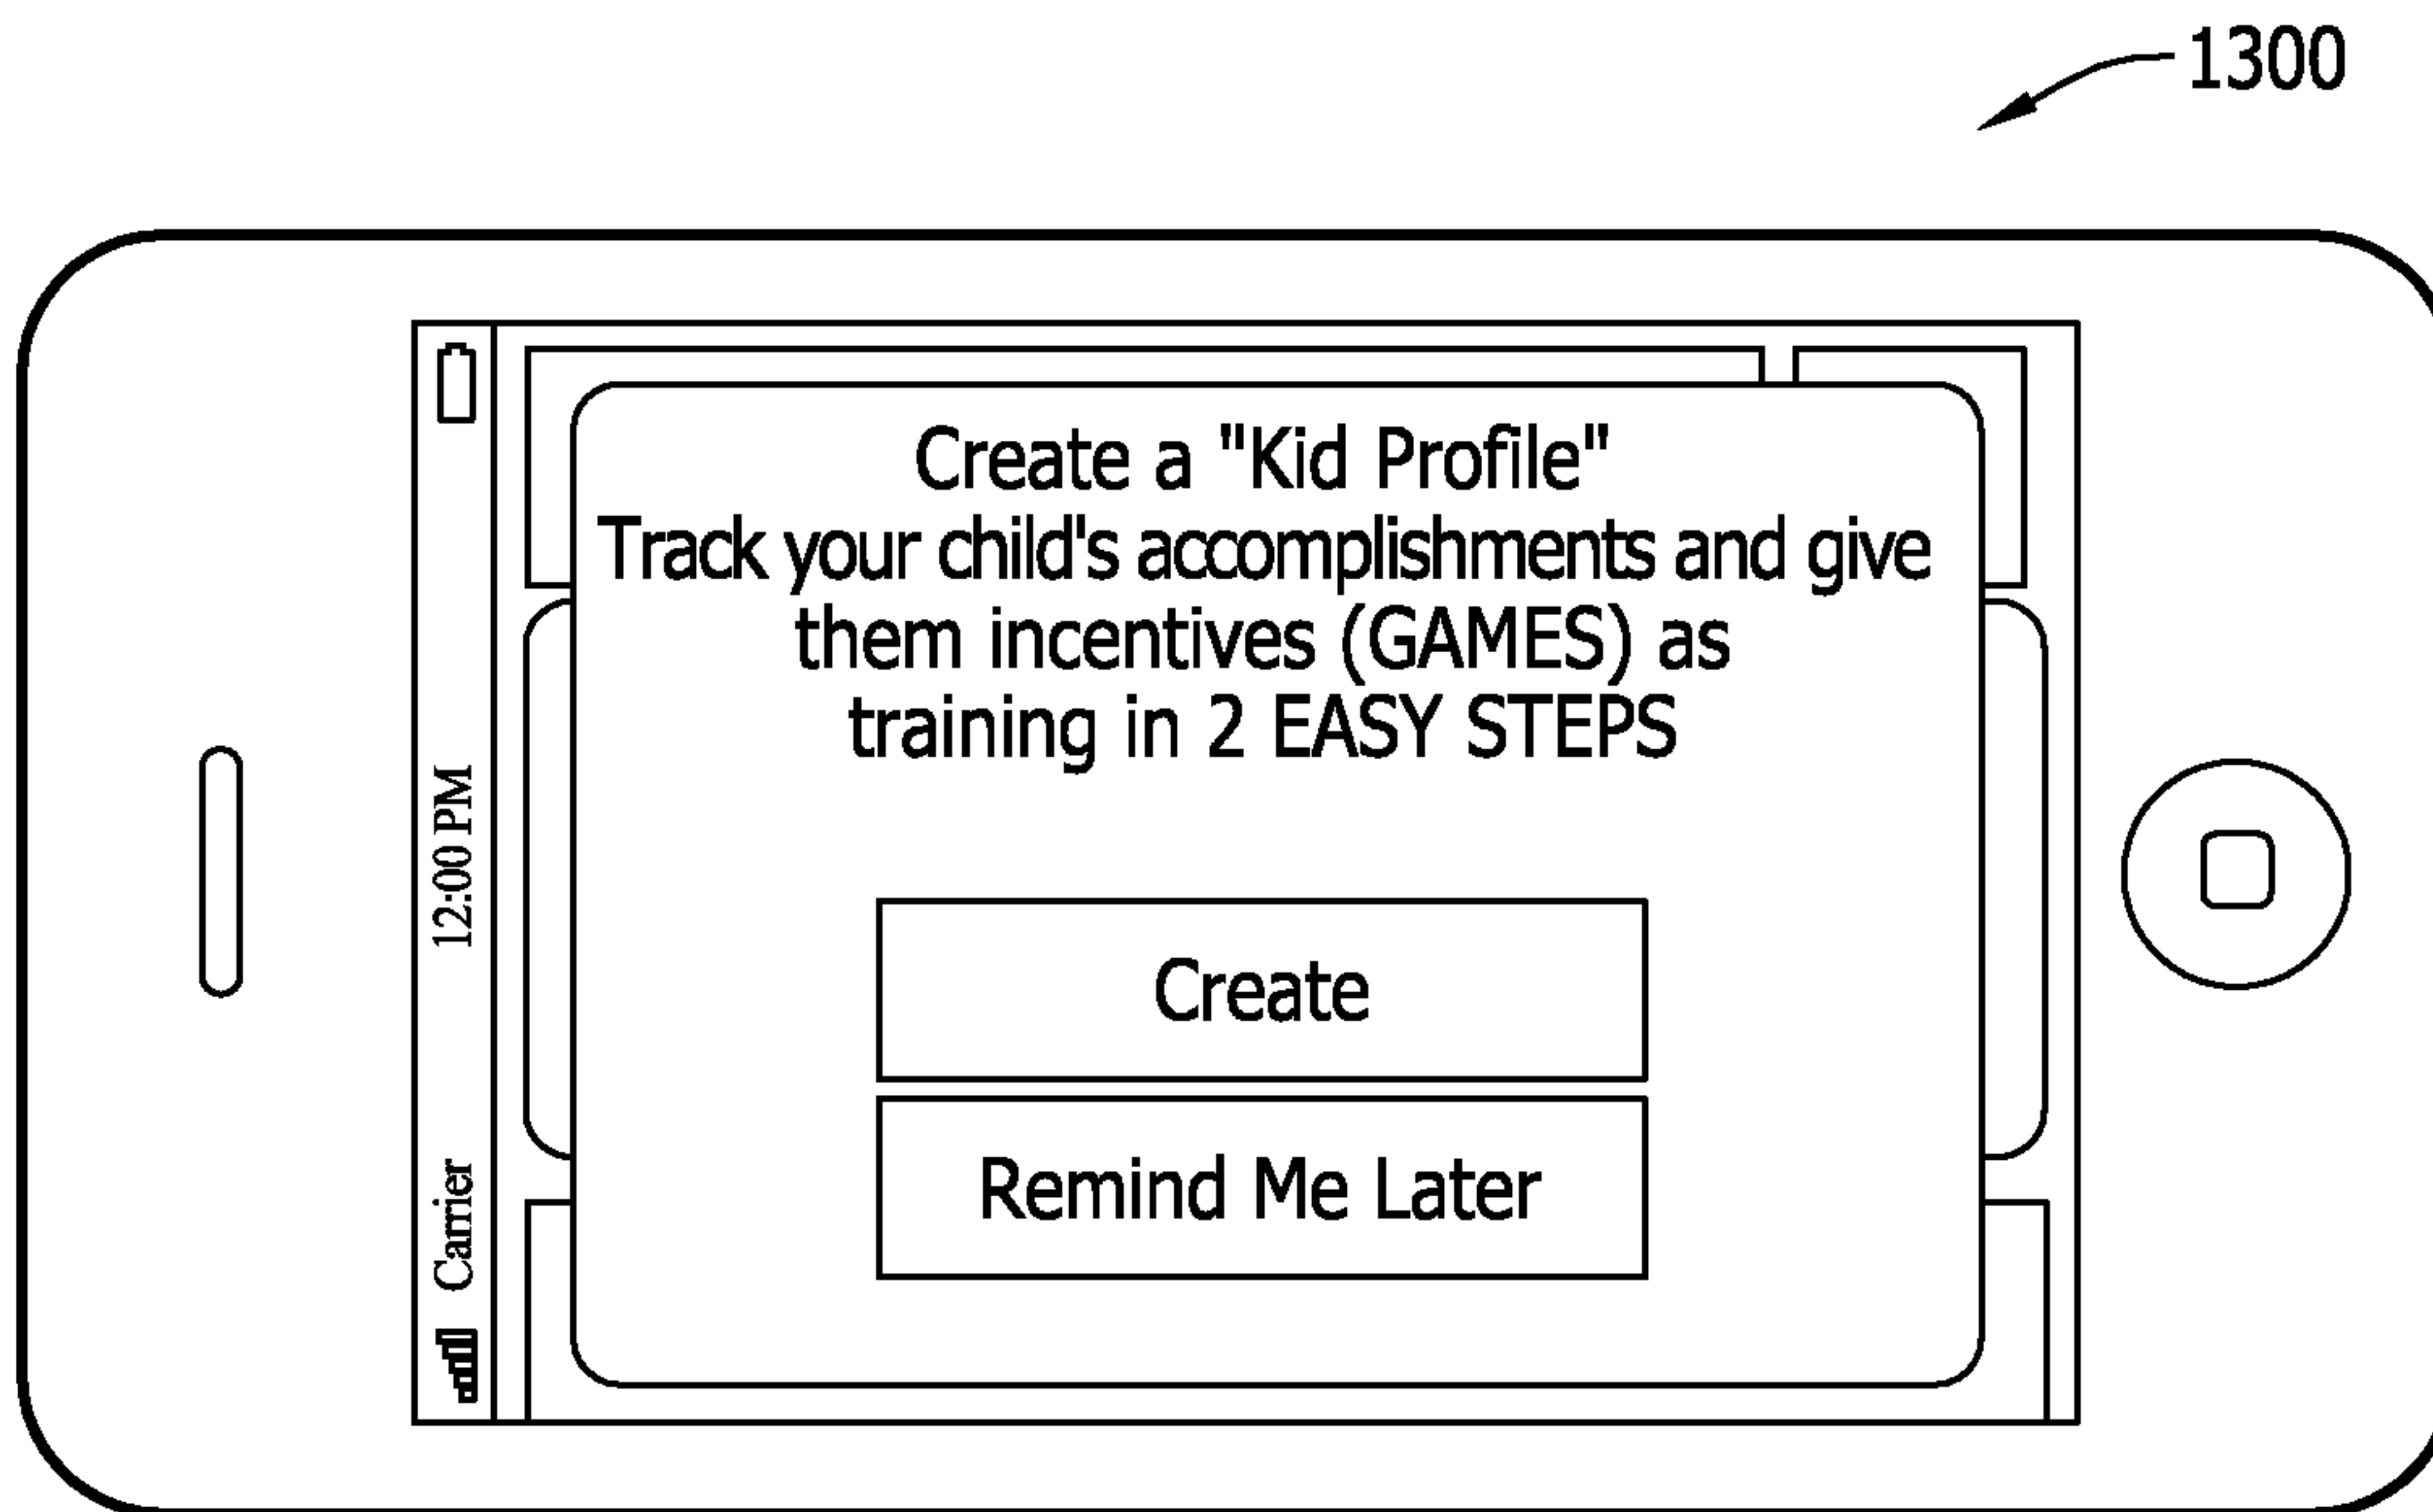 1300
Create a "Kid Profile"
Track your child's accomplishments and give
them incentives (GAMES) as
training in 2 EASY STEPS
Create
Remind Me Later
Carrier 12:00 PM